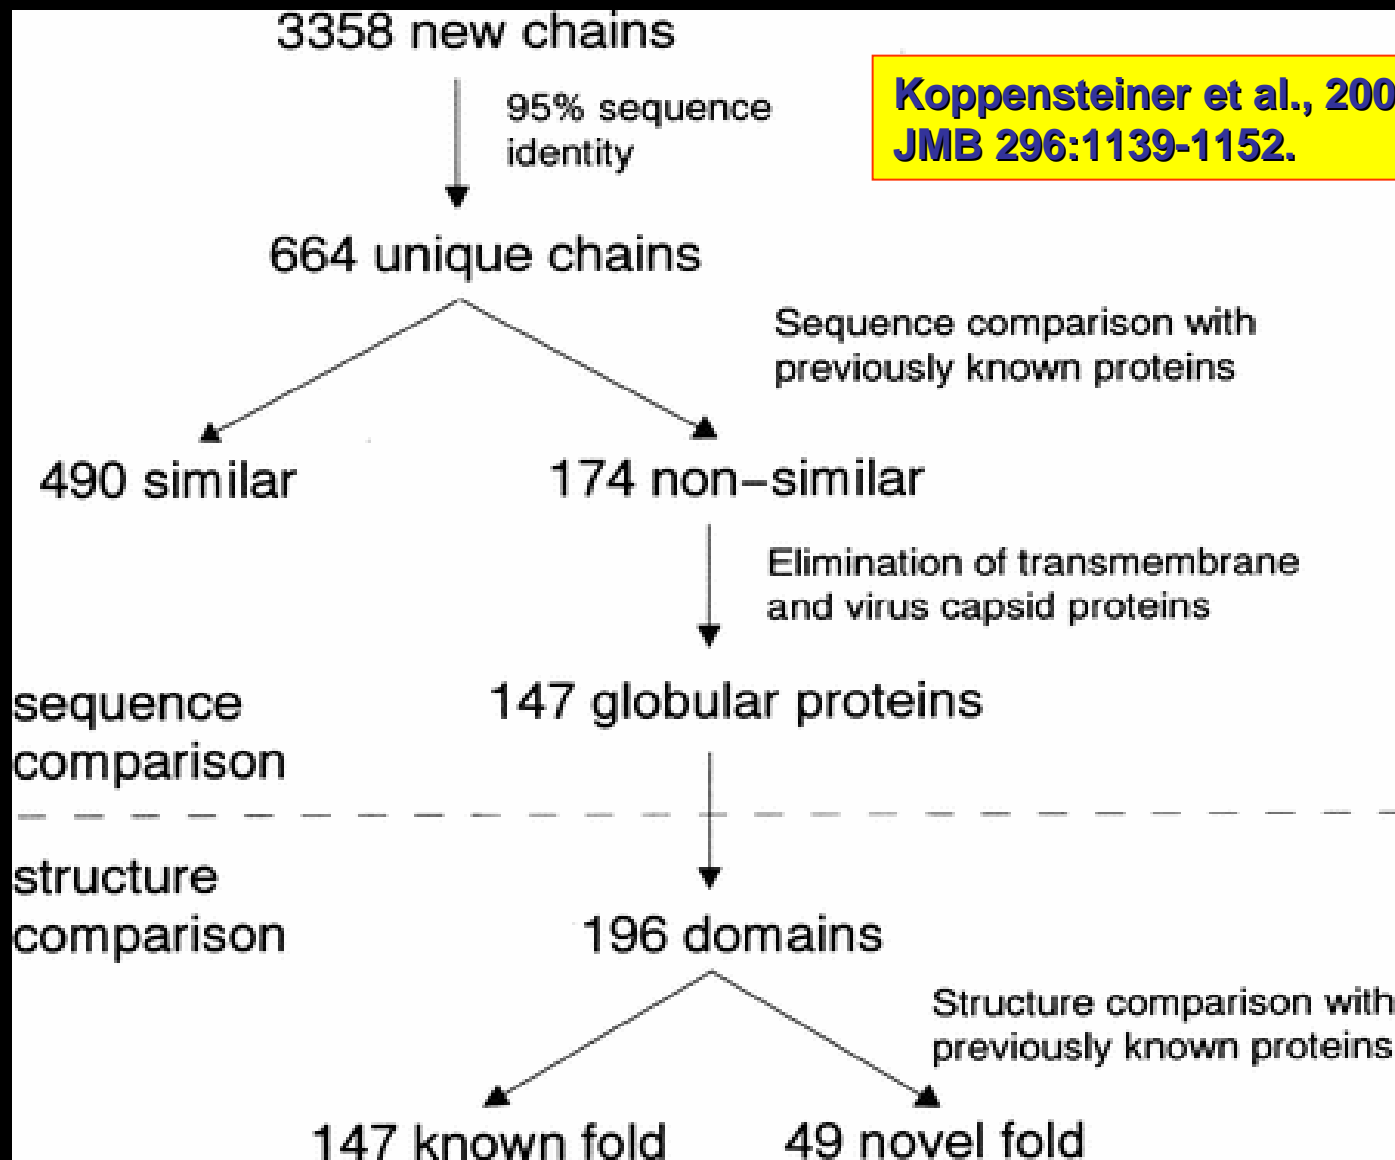 3358 new chains
95% sequence
identity
Koppensteiner et al., 200
JMB 296:1139-1152.
664 unique chains
Sequence comparison with
previously known proteins
490 similar
174 non-similar
Elimination of transmembrane
and virus capsid proteins
sequence
comparison
147 globular proteins
structure
comparison
196 domains
Structure comparison with
previously known proteins
147 known fold
49 novel fold